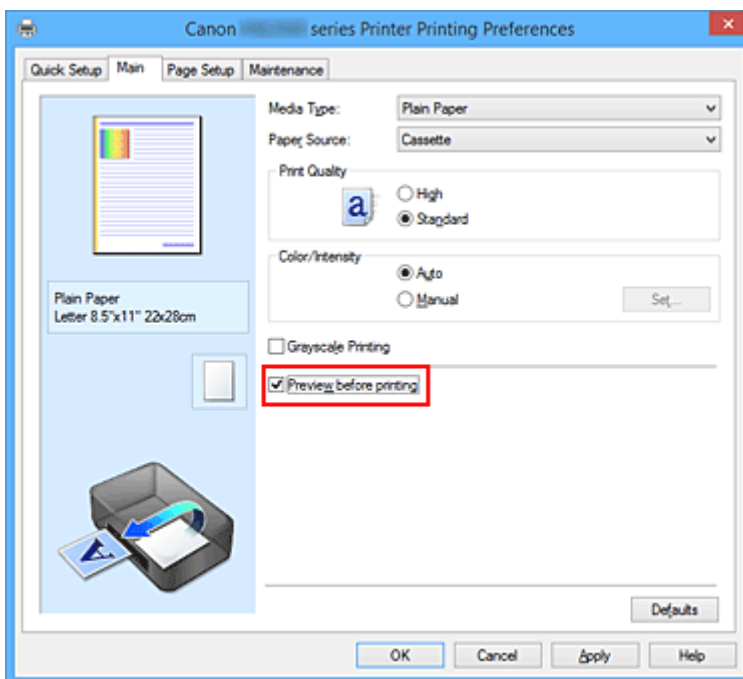 Canon series Printer Printing Preferences
Quick Setup Main Page Setup Maintenance
Media Type: Plain Paper
Paper Source: Cassette
Print Quality
a
High
Standard
Color/Intensity
Auto
Manual Set...
Plain Paper
Letter 8.5"x11" 22x28cm
Grayscale Printing
Preview before printing
A
Defaults
OK Cancel Apply Help